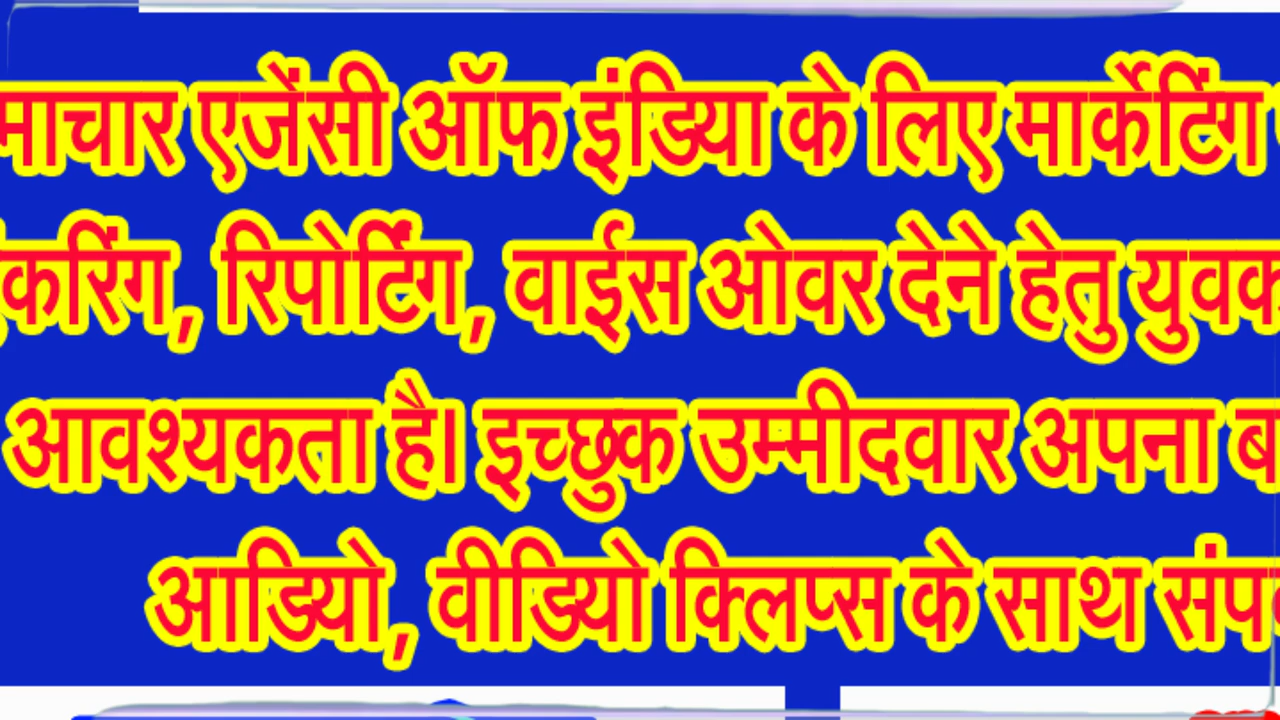 माचार एजेंसी ऑफ इंडिया के लिए मार्केटिंग
करिंग, रिपोर्टिंग, वाईस ओवर देने हेतु युवक
आवश्यकता है। इच्छुक उम्मीदवार अपना ब
आडियो, वीडियो क्लिप्स के साथ संप